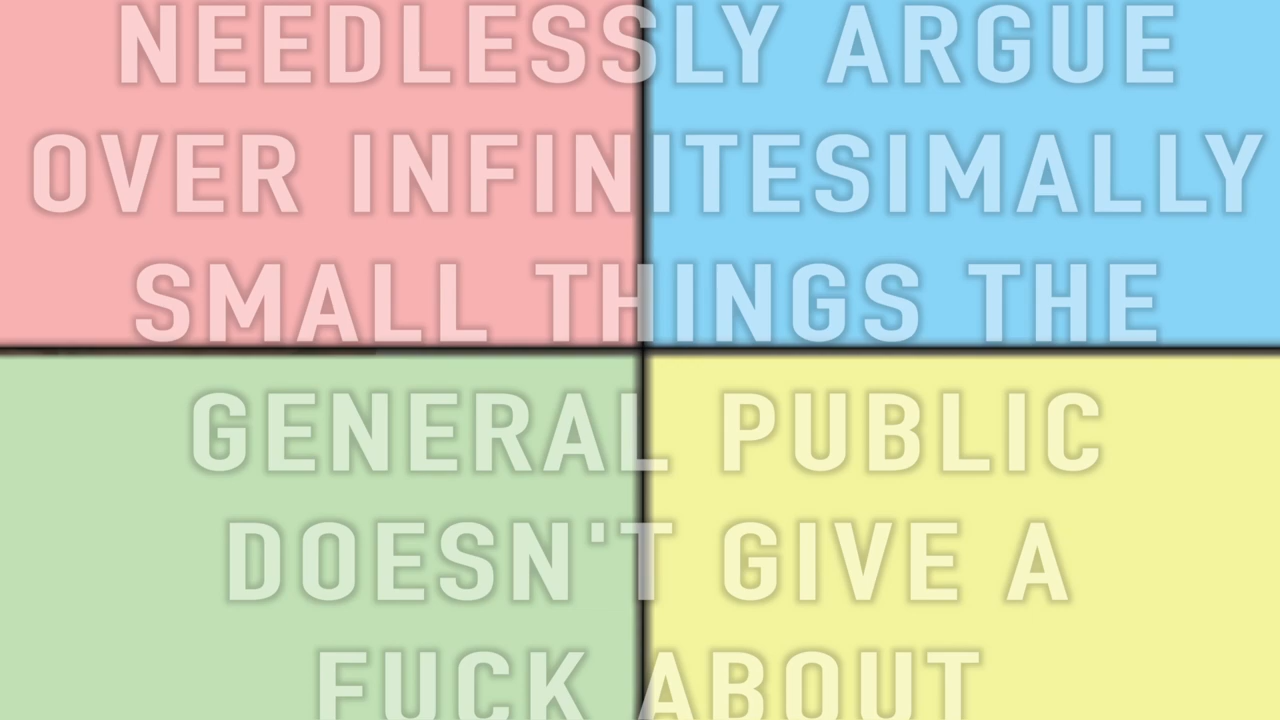 NEEDLESSLY ARGUE
OVER INFINITESIMALLY
SMALL THINGS THE
GENERAL PUBLIC
DOESN'T GIVE A
FUCK ABOUT